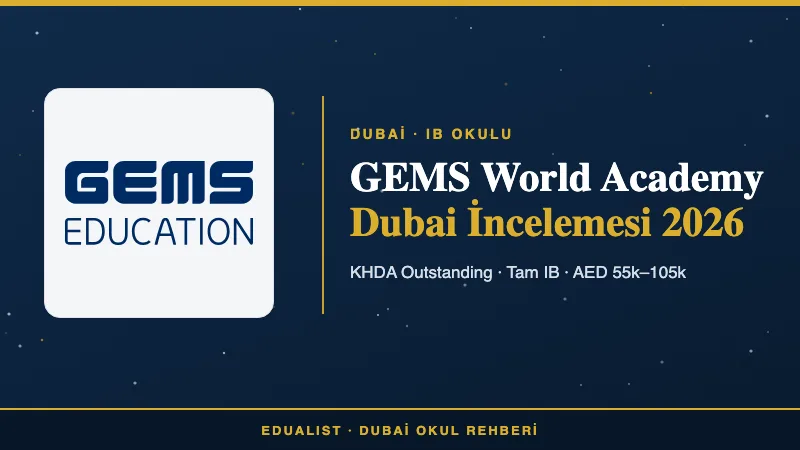 GEMS
EDUCATION
DUBAİ · IB OKULU
GEMS World Academy
Dubai İncelemesi 2026
KHDA Outstanding · Tam IB · AED 55k–105k
EDUALIST · DUBAİ OKUL REHBERİ